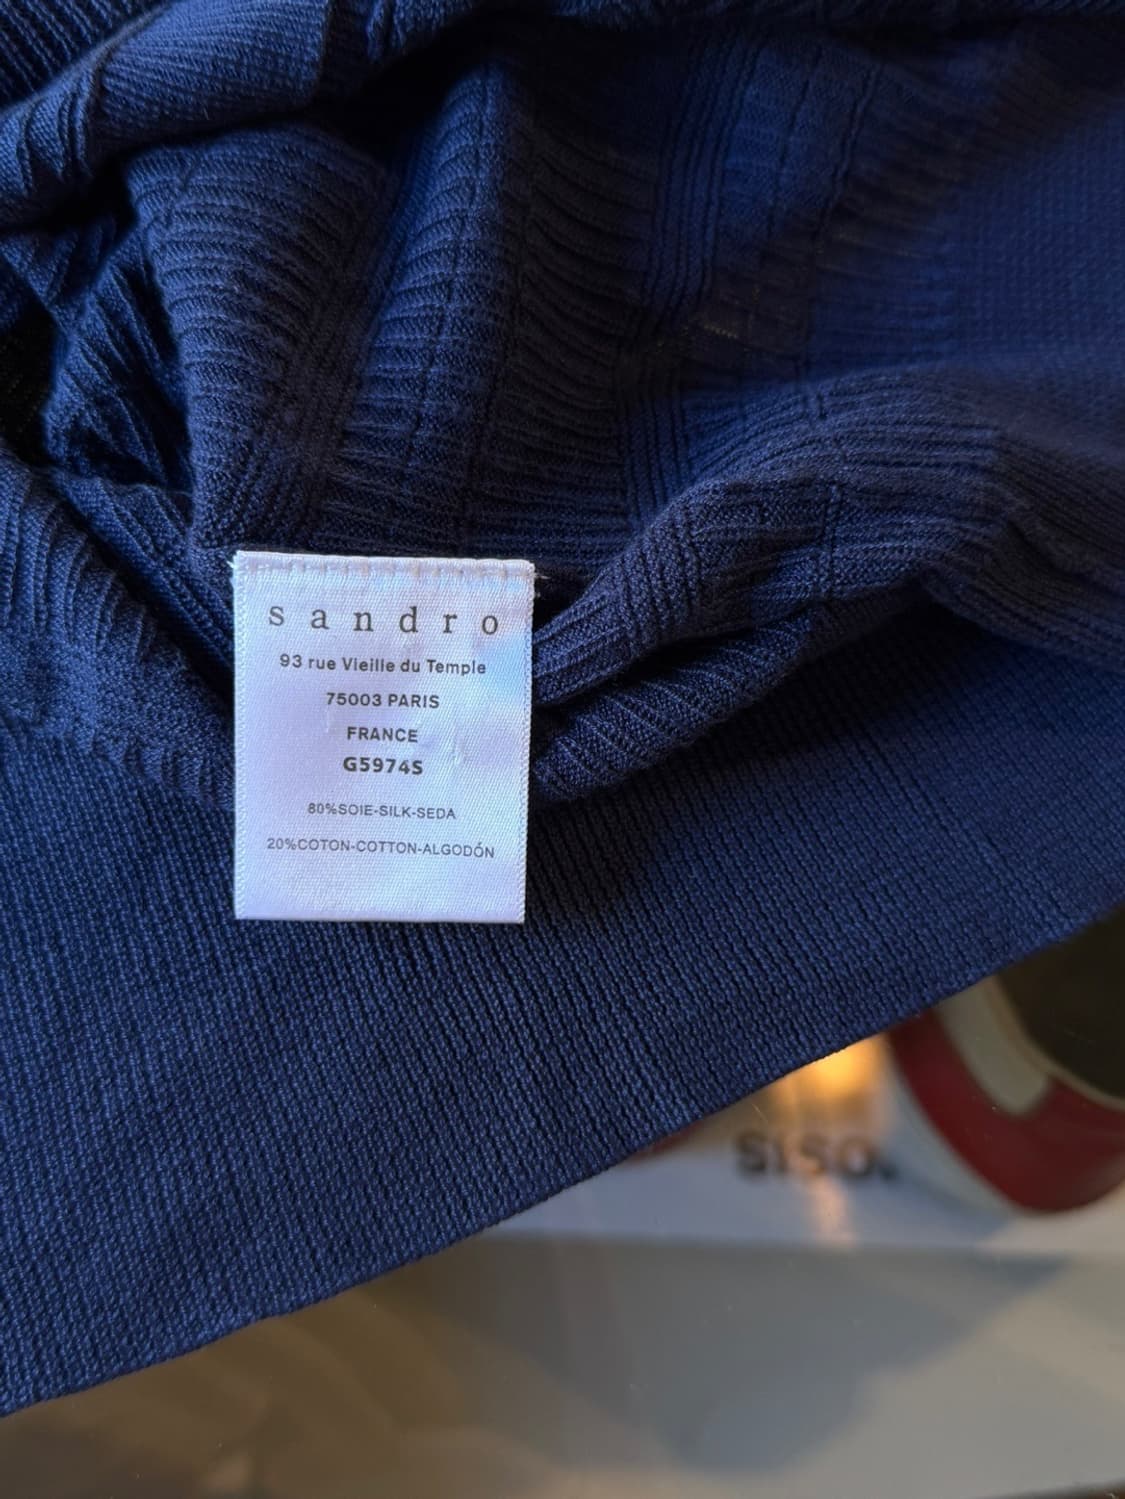 sandro
93 rue Vieille du Temple
75003 PARIS
FRANCE
G5974S
80%SOIE-SILK-SEDA
20%COTON-COTTON-ALGODÓN